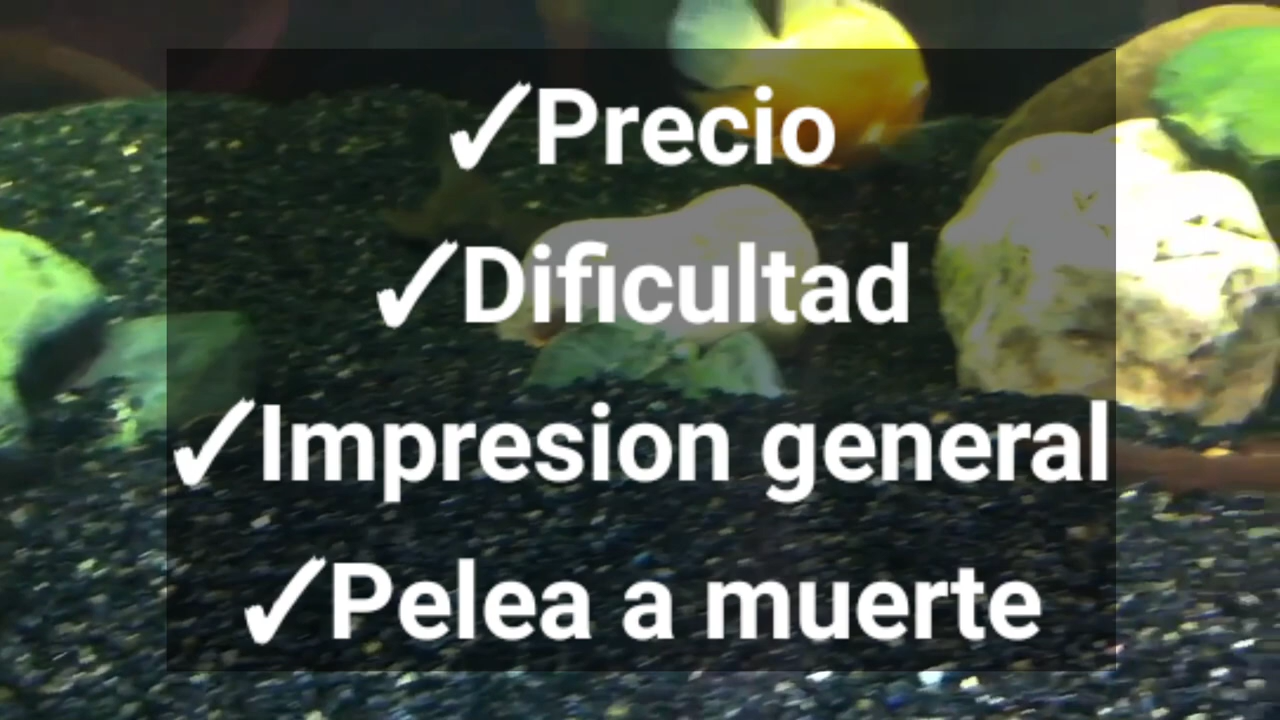 ✓Precio
✓Dificultad
✓Impresion general
✓Pelea a muerte